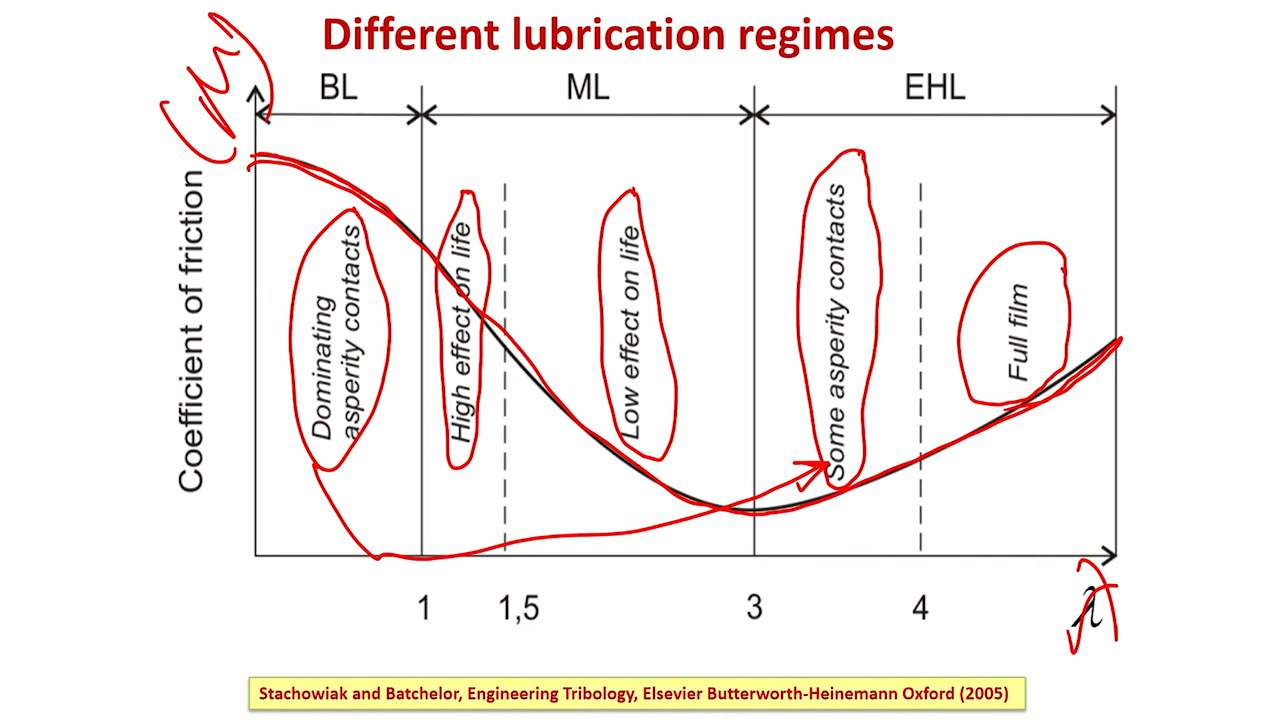 Different lubrication regimes
(μ)
BL
ML
EHL
Coefficient of friction
Dominating
asperity contacts
High effect on life
Low effect on life
Some asperity contacts
Full film
1
1,5
3
4
λ
Stachowiak and Batchelor, Engineering Tribology, Elsevier Butterworth-Heinemann Oxford (2005)